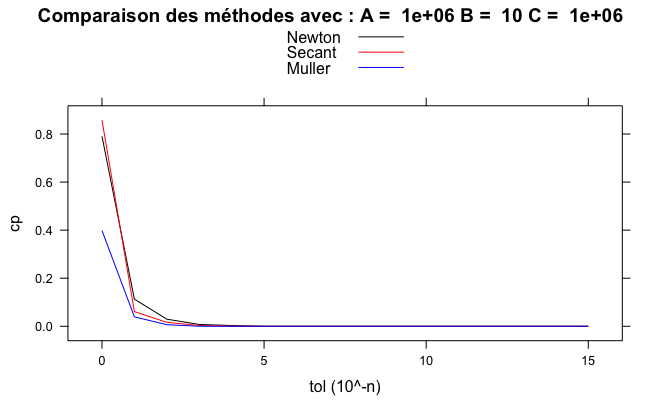 Comparaison des méthodes avec : A =  1e+06 B =  10 C =  1e+06
Newton
Secant
Muller
0.8
0.6
0.4
0.2
0.0
cp
0 5 10 15
tol (10^-n)